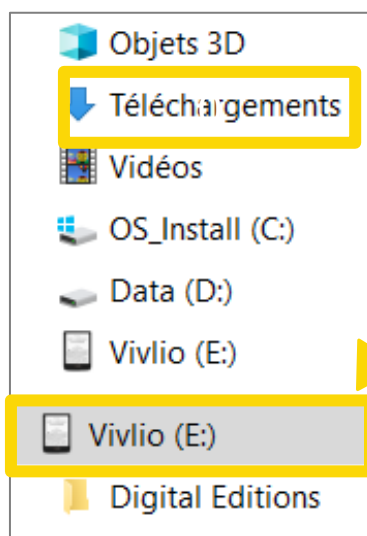 Objets 3D
Téléchargements
Vidéos
OS_Install (C:)
Data (D:)
Vivlio (E:)
Vivlio (E:)
Digital Editions